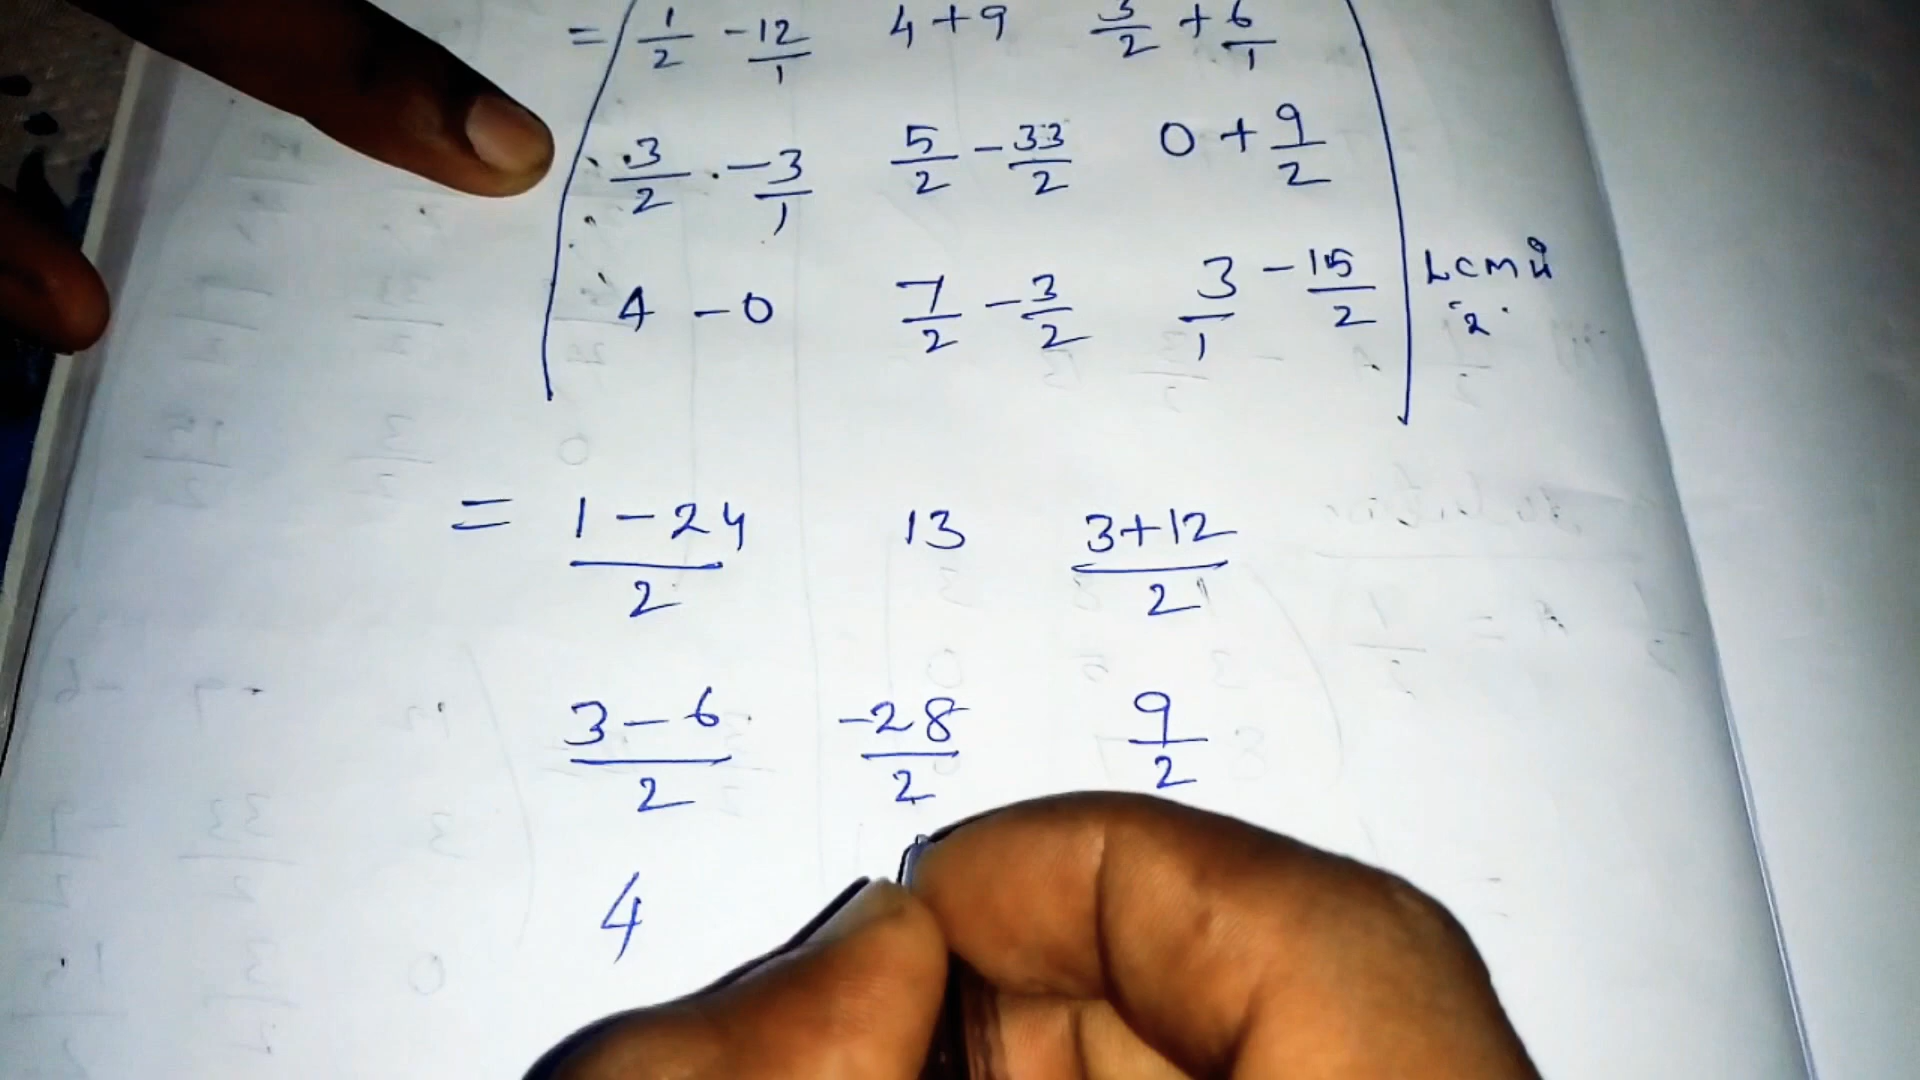 = 1/2 - 12/1 4+9 3/2 + 6/1
3/2 - 3/1 5/2 - 33/2 0 + 9/2
4 - 0 7/2 - 3/2 3/1 - 15/2 LCM is 2
= 1-24/2 13 3+12/2
3-6/2 -28/2 9/2
4